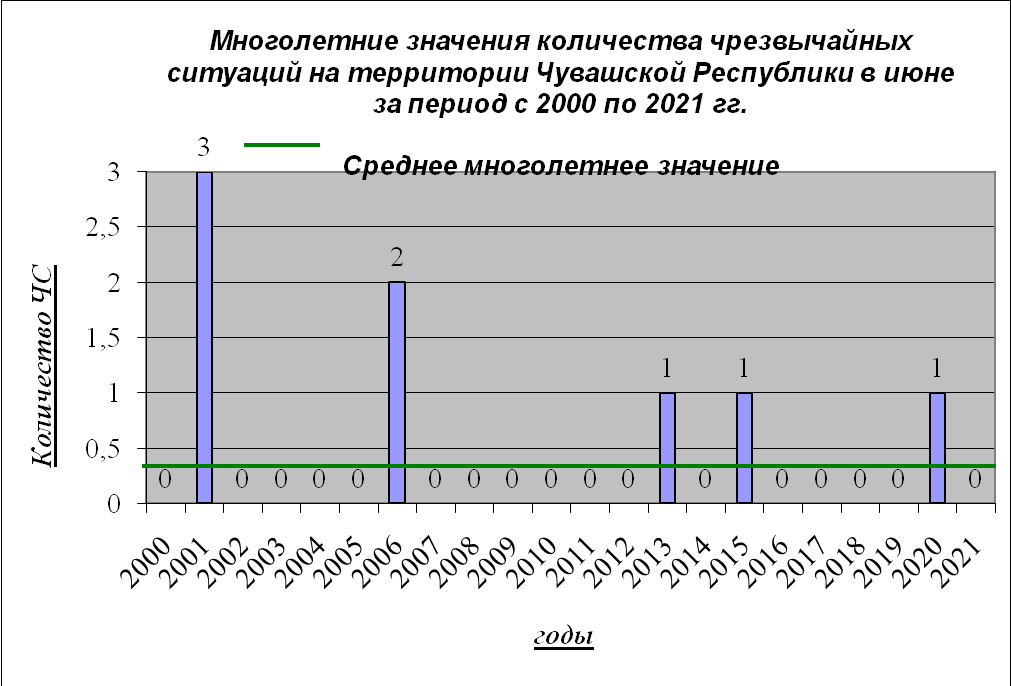 Многолетние значения количества чрезвычайных
ситуаций на территории Чувашской Республики в июне
за период с 2000 по 2021 гг.
Среднее многолетнее значение
Количество ЧС
3
2,5
2
1,5
1
0,5
0
0 3 0 0 0 0 2 0 0 0 0 0 0 1 0 1 0 0 0 0 1 0
2000 2001 2002 2003 2004 2005 2006 2007 2008 2009 2010 2011 2012 2013 2014 2015 2016 2017 2018 2019 2020 2021
годы